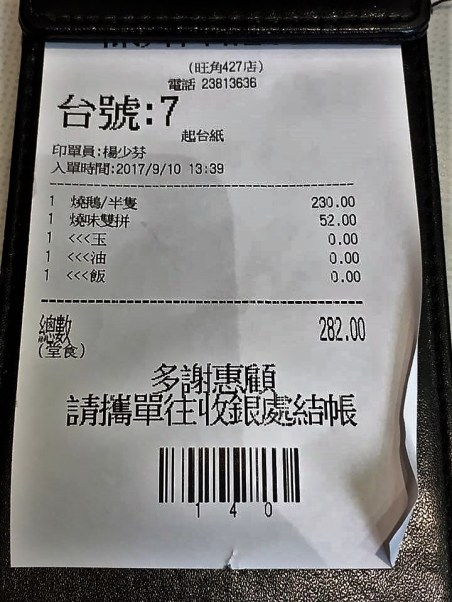 (旺角427店)
電話 23813636
台號:7
起台紙
印單員:楊少芬
入單時間:2017/9/10 13:39
1 燒鵝/半隻 230.00
1 燒味雙拼 52.00
1 <<<玉 0.00
1 <<<油 0.00
1 <<<飯 0.00
總數 282.00
(堂食)
多謝惠顧
請攜單往收銀處結帳
1 4 0